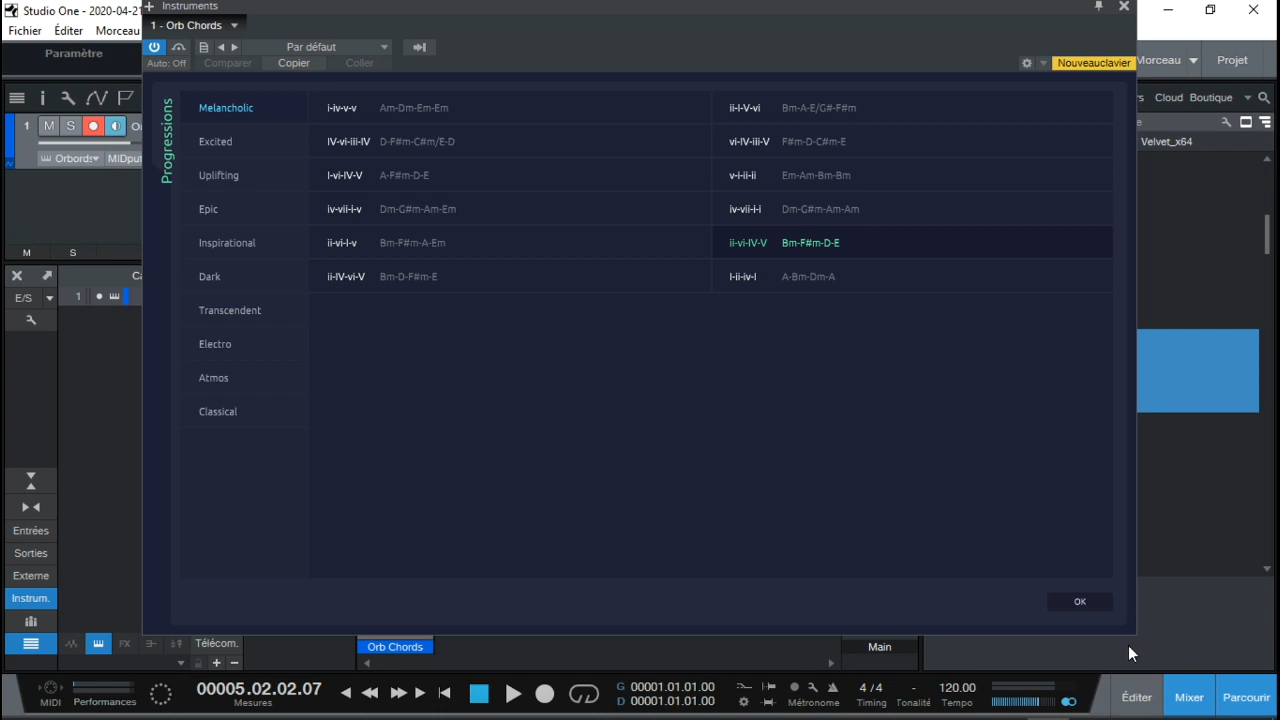 Studio One - 2020-04-21
Instruments
Fichier Éditer Morceau
1 - Orb Chords
Paramètre
Par défaut
Auto: Off Comparer Copier Coller
Nouveauclavier
Morceau Projet
Cloud Boutique
Velvet_x64
1 M S
Orbords MIDput
M S
E/S
1
Progressions
Melancholic i-iv-v-v Am-Dm-Em-Em ii-I-V-vi Bm-A-E/G#-F#m
Excited IV-vi-iii-IV D-F#m-C#m/E-D vi-IV-iii-V F#m-D-C#m-E
Uplifting I-vi-IV-V A-F#m-D-E v-i-ii-ii Em-Am-Bm-Bm
Epic iv-vii-i-v Dm-G#m-Am-Em iv-vii-i-i Dm-G#m-Am-Am
Inspirational ii-vi-I-v Bm-F#m-A-Em ii-vi-IV-V Bm-F#m-D-E
Dark ii-IV-vi-V Bm-D-F#m-E I-ii-iv-I A-Bm-Dm-A
Transcendent
Electro
Atmos
Classical
OK
Entrées
Sorties
Externe
Instrum.
FX Télécom.
Orb Chords
Main
MIDI Performances
00005.02.02.07
Mesures
G 00001.01.01.00
D 00001.01.01.00
Métronome
4 / 4
Timing
-
Tonalité
120.00
Tempo
Éditer Mixer Parcourir